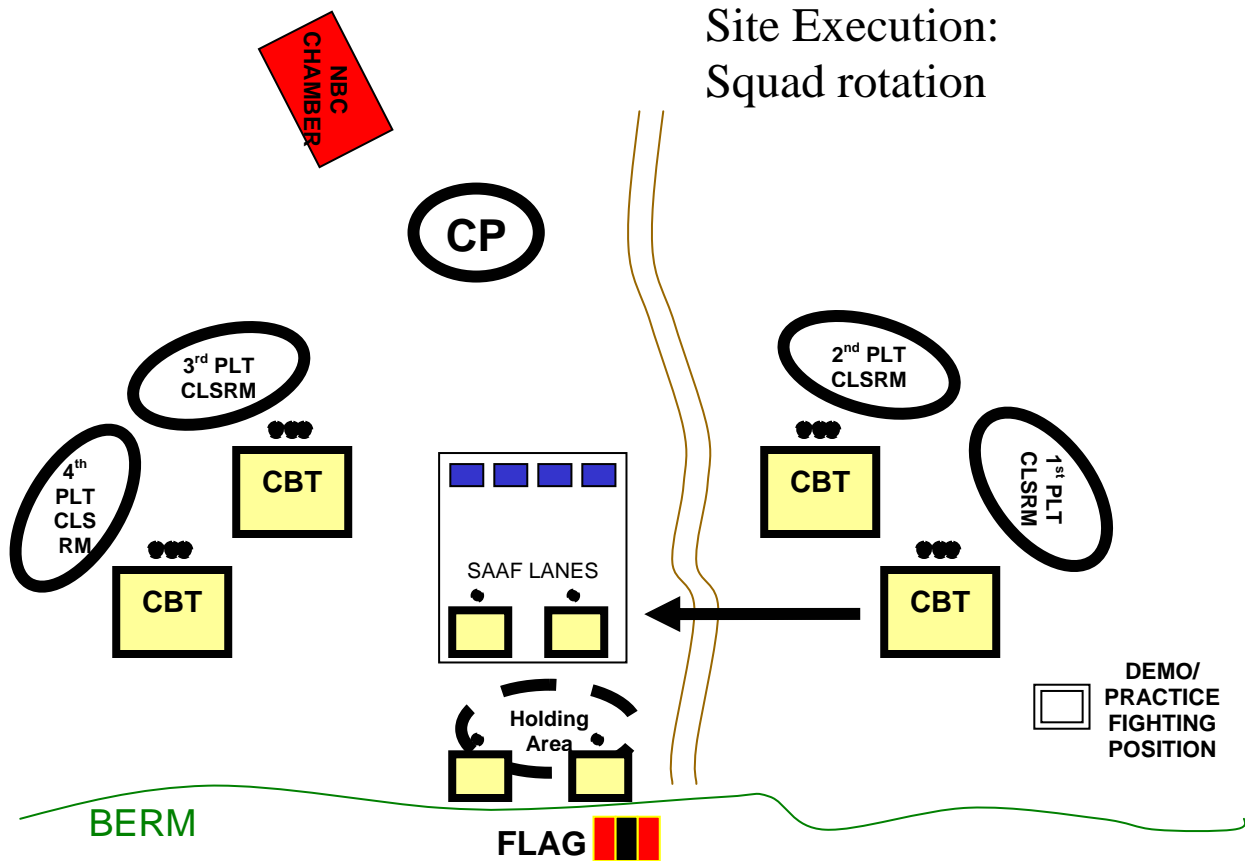 Site Execution:
Squad rotation
NBC
CHAMBER
CP
3rd PLT
CLSRM
2nd PLT
CLSRM
4th
PLT
CLS
RM
1st PLT
CLSRM
CBT
CBT
CBT
CBT
SAAF LANES
Holding
Area
DEMO/
PRACTICE
FIGHTING
POSITION
BERM
FLAG